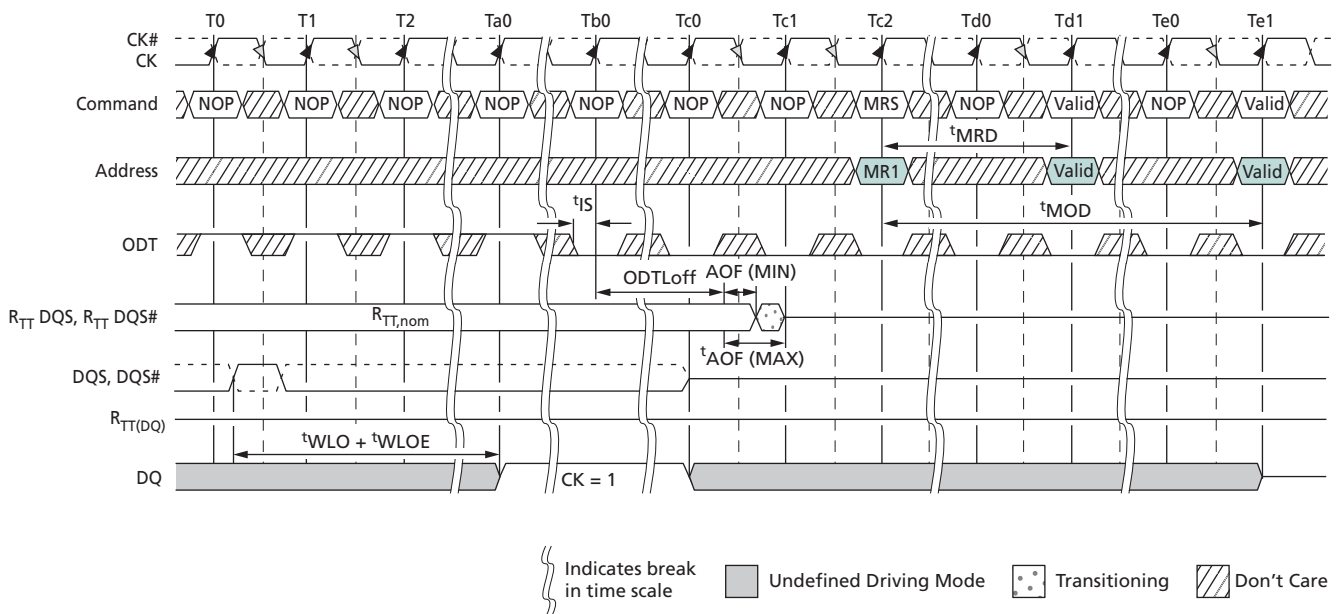 T0 T1 T2 Ta0 Tb0 Tc0 Tc1 Tc2 Td0 Td1 Te0 Te1
CK#
CK
Command NOP NOP NOP NOP NOP NOP NOP MRS NOP Valid NOP Valid
tMRD
Address MR1 Valid Valid
tIS
tMOD
ODT
ODTLoff AOF (MIN)
RTT DQS, RTT DQS# RTT,nom
tAOF (MAX)
DQS, DQS#
RTT(DQ)
tWLO + tWLOE
DQ CK = 1
Indicates break
in time scale
Undefined Driving Mode
Transitioning
Don't Care